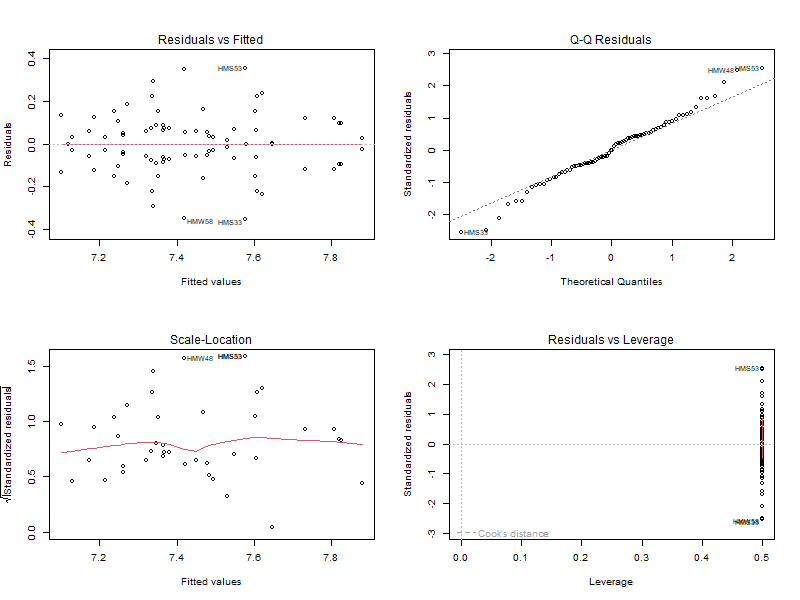 Residuals vs Fitted
Residuals
0.4
0.2
0.0
-0.2
-0.4
HMS53
HMW58
HMS33
7.2
7.4
7.6
7.8
Fitted values
Q-Q Residuals
Standardized residuals
3
2
1
0
-1
-2
HMW48
HMS53
HMS33
-2
-1
0
1
2
Theoretical Quantiles
Scale-Location
√|Standardized residuals|
1.5
1.0
0.5
0.0
HMW48
7.2
7.4
7.6
7.8
Fitted values
Residuals vs Leverage
Standardized residuals
3
2
1
0
-1
-2
-3
HMS53
Cook's distance
0.0
0.1
0.2
0.3
0.4
0.5
Leverage